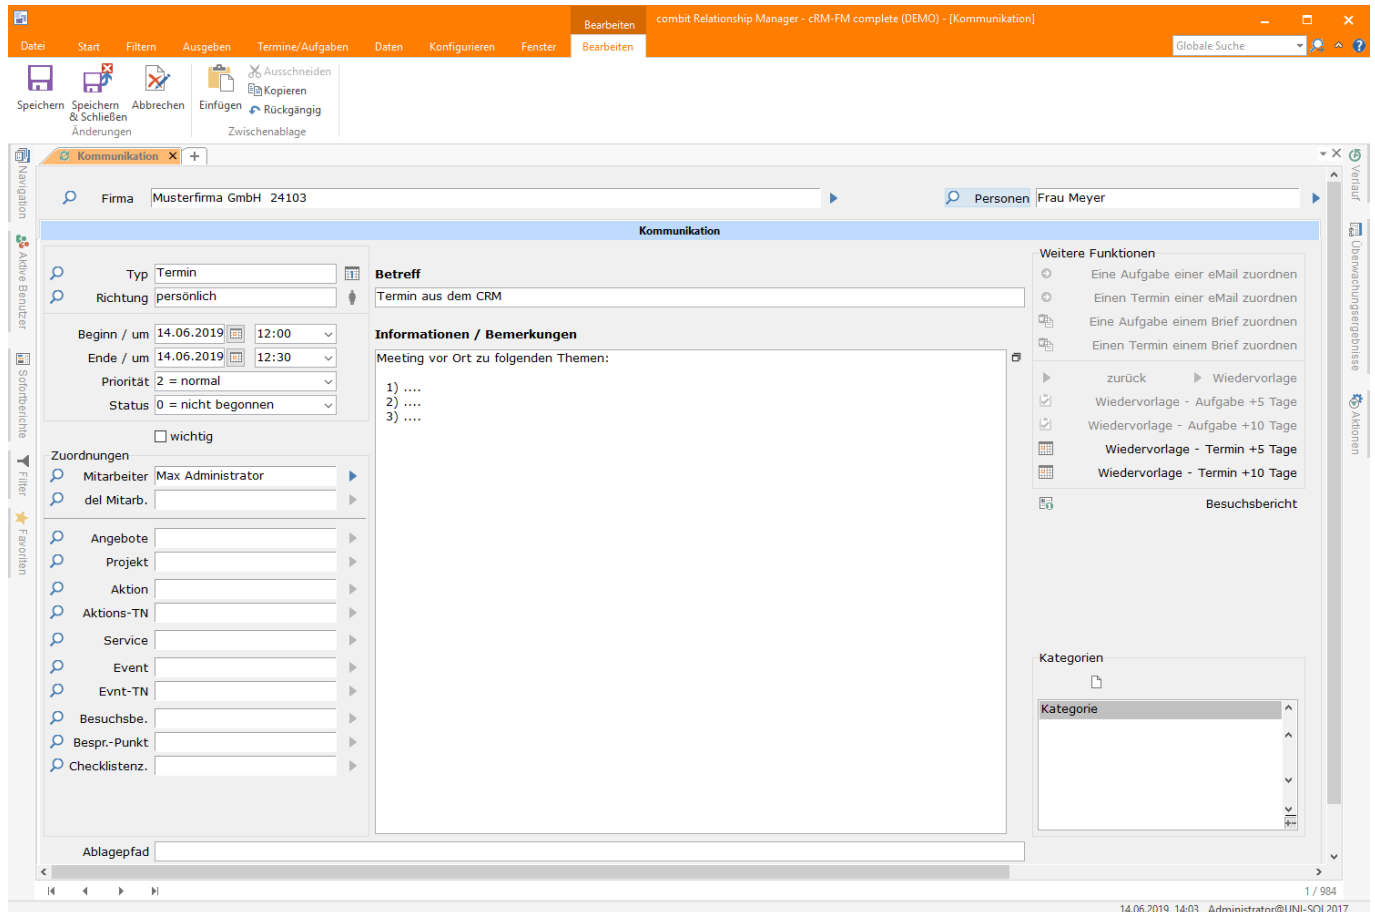 Bearbeiten
combit Relationship Manager - cRM-FM complete (DEMO) - [Kommunikation]
Datei Start Filtern Ausgeben Termine/Aufgaben Daten Konfigurieren Fenster Bearbeiten
Globale Suche
Speichern
Speichern & Schließen
Abbrechen
Änderungen
Einfügen
Ausschneiden
Kopieren
Rückgängig
Zwischenablage
Kommunikation
Navigation
Aktive Benutzer
Sofortberichte
Filter
Favoriten
Firma Musterfirma GmbH 24103
Personen Frau Meyer
Kommunikation
Typ Termin
Richtung persönlich
Beginn / um 14.06.2019 12:00
Ende / um 14.06.2019 12:30
Priorität 2 = normal
Status 0 = nicht begonnen
wichtig
Zuordnungen
Mitarbeiter Max Administrator
del Mitarb.
Angebote
Projekt
Aktion
Aktions-TN
Service
Event
Evnt-TN
Besuchsbe.
Bespr.-Punkt
Checklistenz.
Ablagepfad
Betreff
Termin aus dem CRM
Informationen / Bemerkungen
Meeting vor Ort zu folgenden Themen:
1) ....
2) ....
3) ....
Weitere Funktionen
Eine Aufgabe einer eMail zuordnen
Einen Termin einer eMail zuordnen
Eine Aufgabe einem Brief zuordnen
Einen Termin einem Brief zuordnen
zurück Wiedervorlage
Wiedervorlage - Aufgabe +5 Tage
Wiedervorlage - Aufgabe +10 Tage
Wiedervorlage - Termin +5 Tage
Wiedervorlage - Termin +10 Tage
Besuchsbericht
Kategorien
Kategorie
Verlauf
Überwachungsergebnisse
Aktionen
1 / 984
14.06.2019 14:03 Administrator@UNI-SQL2017